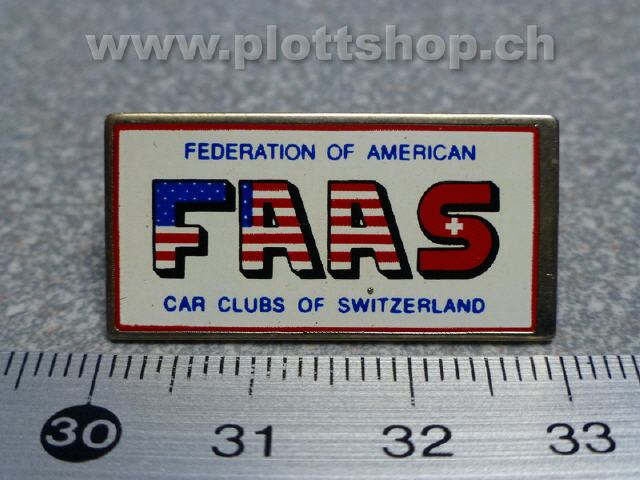 www.plottshop.ch
FEDERATION OF AMERICAN
FAAS
CAR CLUBS OF SWITZERLAND
30 31 32 33